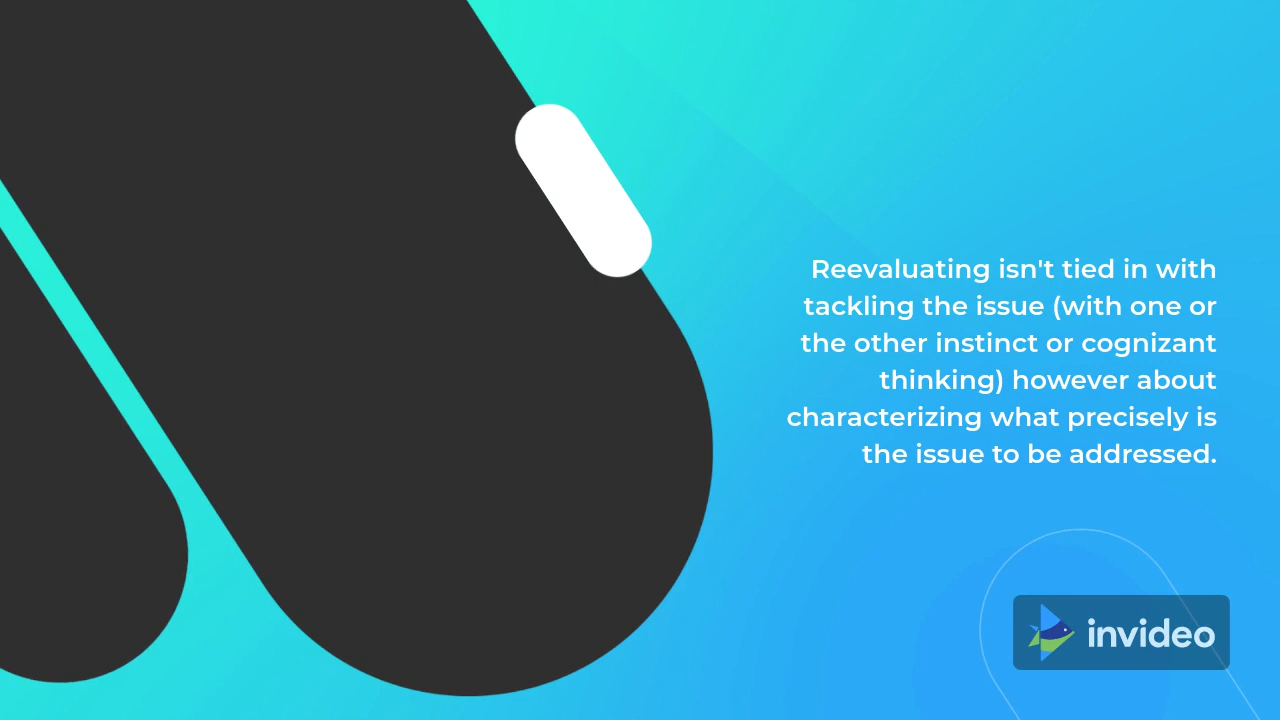 Reevaluating isn't tied in with
tackling the issue (with one or
the other instinct or cognizant
thinking) however about
characterizing what precisely is
the issue to be addressed.
invideo